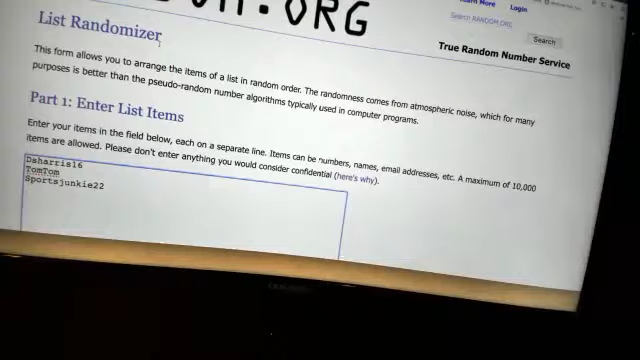 .ORG
Learn More
Login
Search RANDOM.ORG
Search
True Random Number Service
List Randomizer
This form allows you to arrange the items of a list in random order. The randomness comes from atmospheric noise, which for many
purposes is better than the pseudo-random number algorithms typically used in computer programs.
Part 1: Enter List Items
Enter your items in the field below, each on a separate line. Items can be numbers, names, email addresses, etc. A maximum of 10,000
items are allowed. Please don't enter anything you would consider confidential (here's why).
Dsharris16
TomTom
Sportsjunkie22